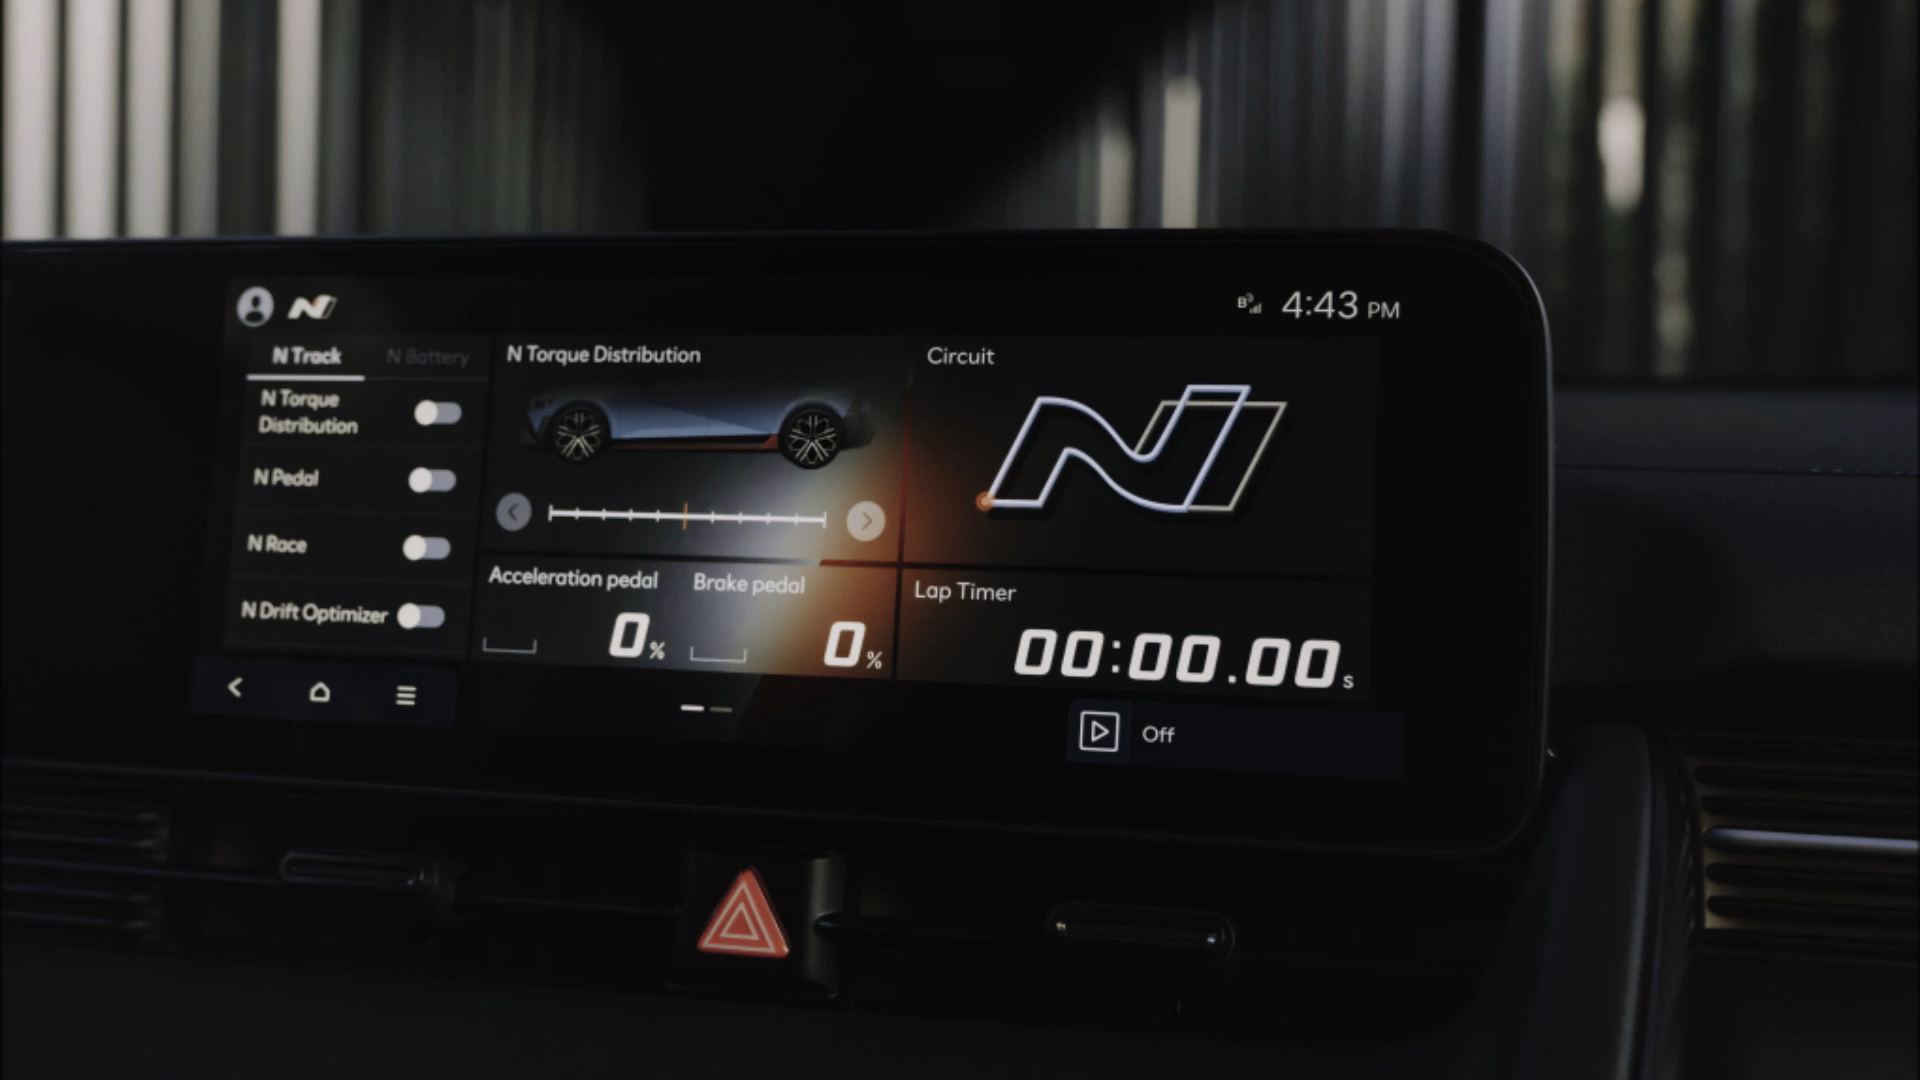 4:43 PM
N Track
N Battery
N Torque
Distribution
N Pedal
N Race
N Drift Optimizer
N Torque Distribution
Acceleration pedal
0%
Brake pedal
0%
Circuit
Lap Timer
00:00.00s
Off